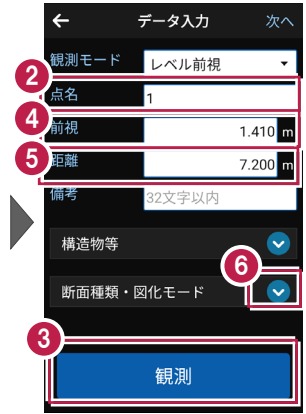 ← データ入力 次へ
観測モード レベル前視
2
点名 1
4
前視 1.410 m
5
距離 7.200 m
備考 32文字以内
構造物等
6
断面種類・図化モード
3
観測